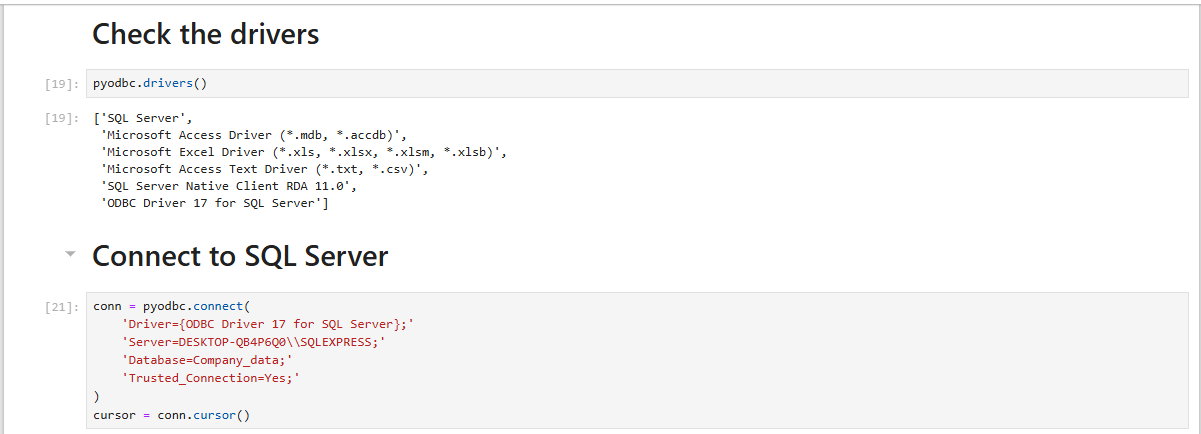 Check the drivers
[19]: pyodbc.drivers()
[19]: ['SQL Server',
'Microsoft Access Driver (*.mdb, *.accdb)',
'Microsoft Excel Driver (*.xls, *.xlsx, *.xlsm, *.xlsb)',
'Microsoft Access Text Driver (*.txt, *.csv)',
'SQL Server Native Client RDA 11.0',
'ODBC Driver 17 for SQL Server']
Connect to SQL Server
[21]: conn = pyodbc.connect(
'Driver={ODBC Driver 17 for SQL Server};'
'Server=DESKTOP-QB4P6Q0\\SQLEXPRESS;'
'Database=Company_data;'
'Trusted_Connection=Yes;'
)
cursor = conn.cursor()